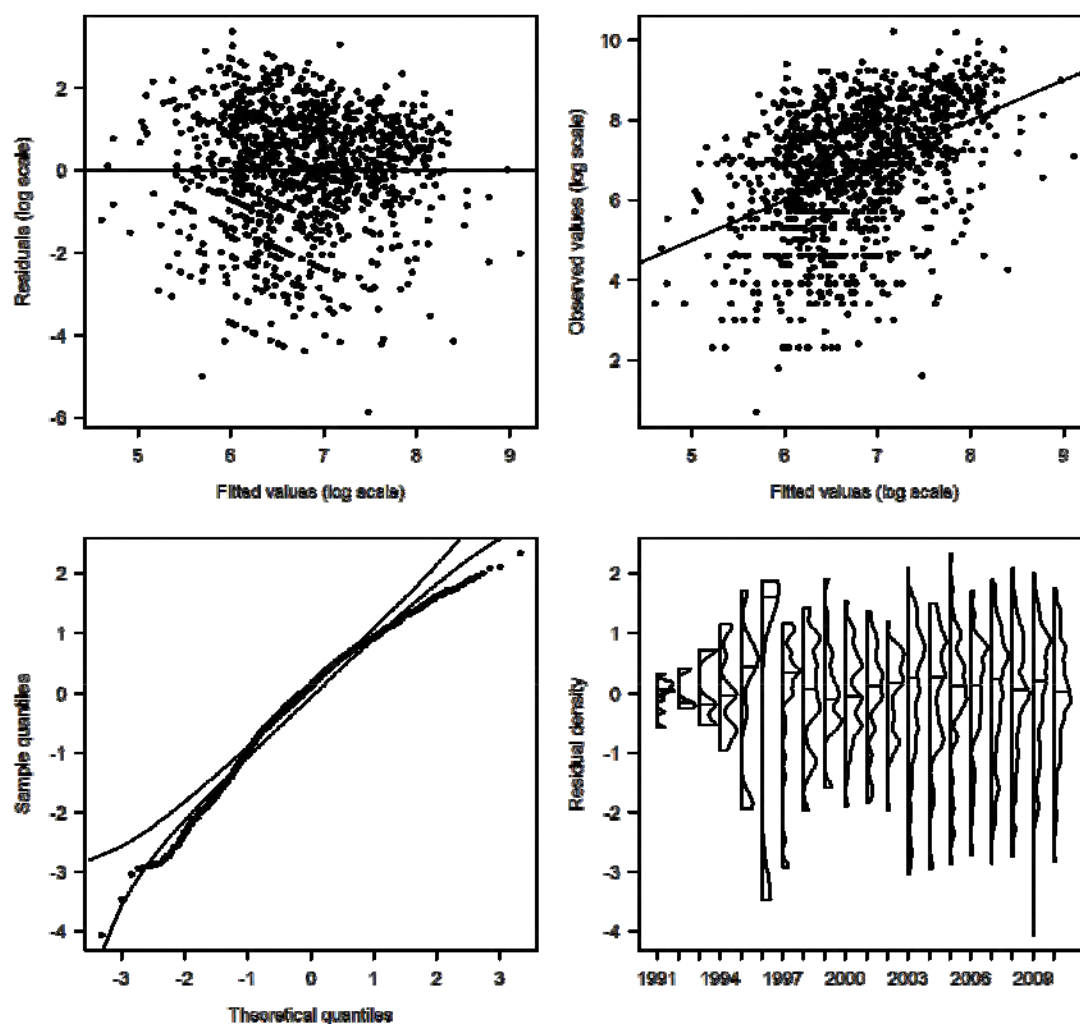 2
0
-2
-4
-6
Residuals (log scale)
5 6 7 8 9
Fitted values (log scale)
10
8
6
4
2
Observed values (log scale)
5 6 7 8 9
Fitted values (log scale)
2
1
0
-1
-2
-3
-4
Sample quantiles
-3 -2 -1 0 1 2 3
Theoretical quantiles
2
1
0
-1
-2
-3
-4
Residual density
1991 1994 1997 2000 2003 2006 2009